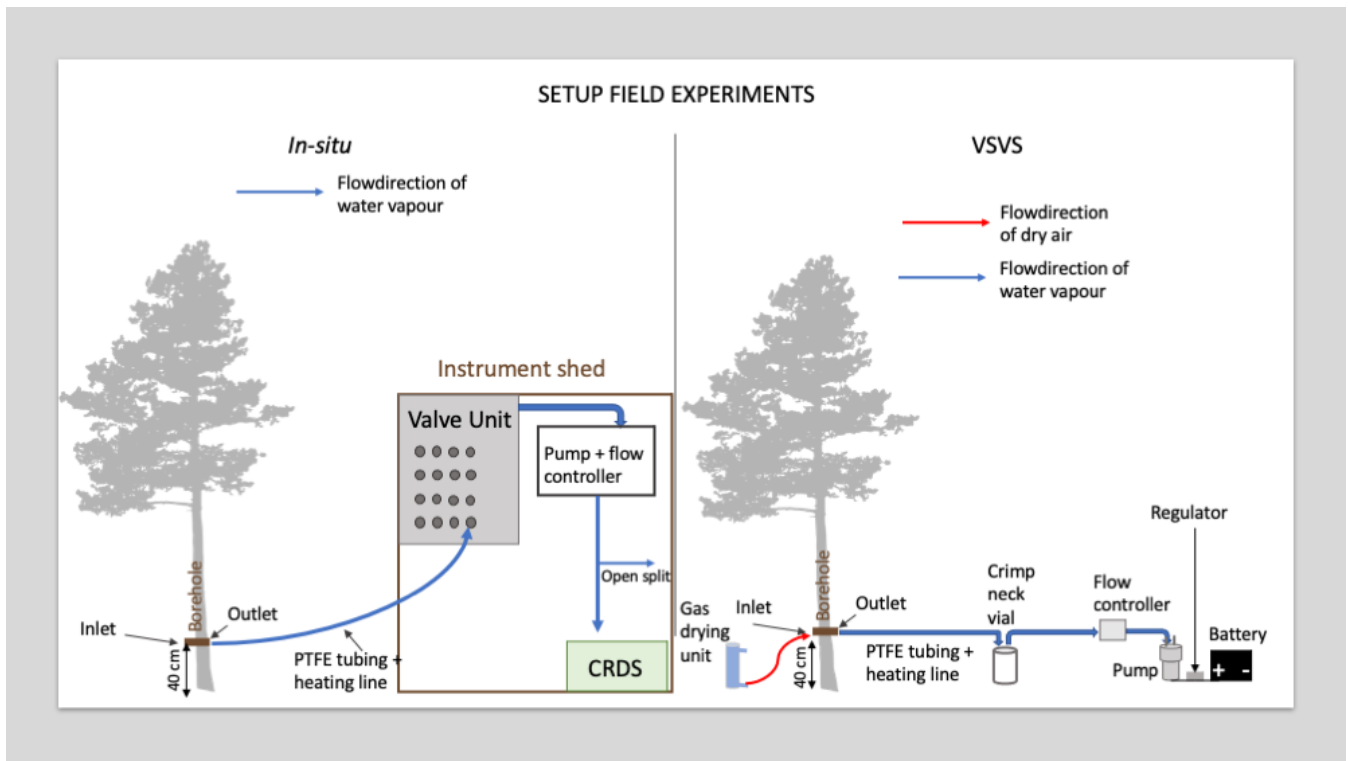 SETUP FIELD EXPERIMENTS
In-situ
Flowdirection of
water vapour
Instrument shed
Valve Unit
Pump + flow
controller
Open split
CRDS
Borehole
Inlet
Outlet
40 cm
PTFE tubing +
heating line
VSVS
Flowdirection
of dry air
Flowdirection of
water vapour
Regulator
Borehole
Gas
drying
unit
Inlet
Outlet
40 cm
PTFE tubing +
heating line
Crimp
neck
vial
Flow
controller
Pump
Battery
+ -